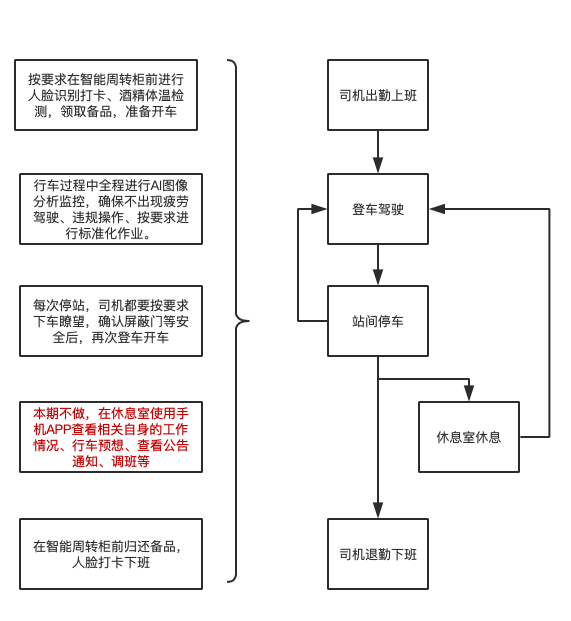 按要求在智能周转柜前进行
人脸识别打卡、酒精体温检
测，领取备品，准备开车
司机出勤上班
行车过程中全程进行AI图像
分析监控，确保不出现疲劳
驾驶、违规操作、按要求进
行标准化作业。
登车驾驶
每次停站，司机都要按要求
下车瞭望，确认屏蔽门等安
全后，再次登车开车
站间停车
本期不做，在休息室使用手
机APP查看相关自身的工作
情况、行车预想、查看公告
通知、调班等
休息室休息
在智能周转柜前归还备品，
人脸打卡下班
司机退勤下班